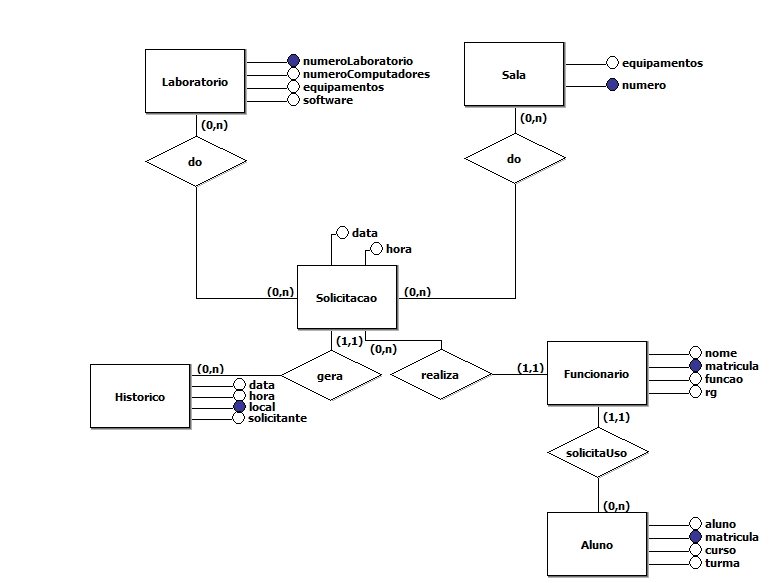 Laboratorio
numeroLaboratorio
numeroComputadores
equipamentos
software
(0,n)
do
Sala
equipamentos
numero
(0,n)
do
data
hora
(0,n)
Solicitacao
(0,n)
(1,1)
(0,n)
gera
realiza
(0,n)
Historico
data
hora
local
solicitante
(1,1)
Funcionario
nome
matricula
funcao
rg
(1,1)
solicitaUso
(0,n)
Aluno
aluno
matricula
curso
turma